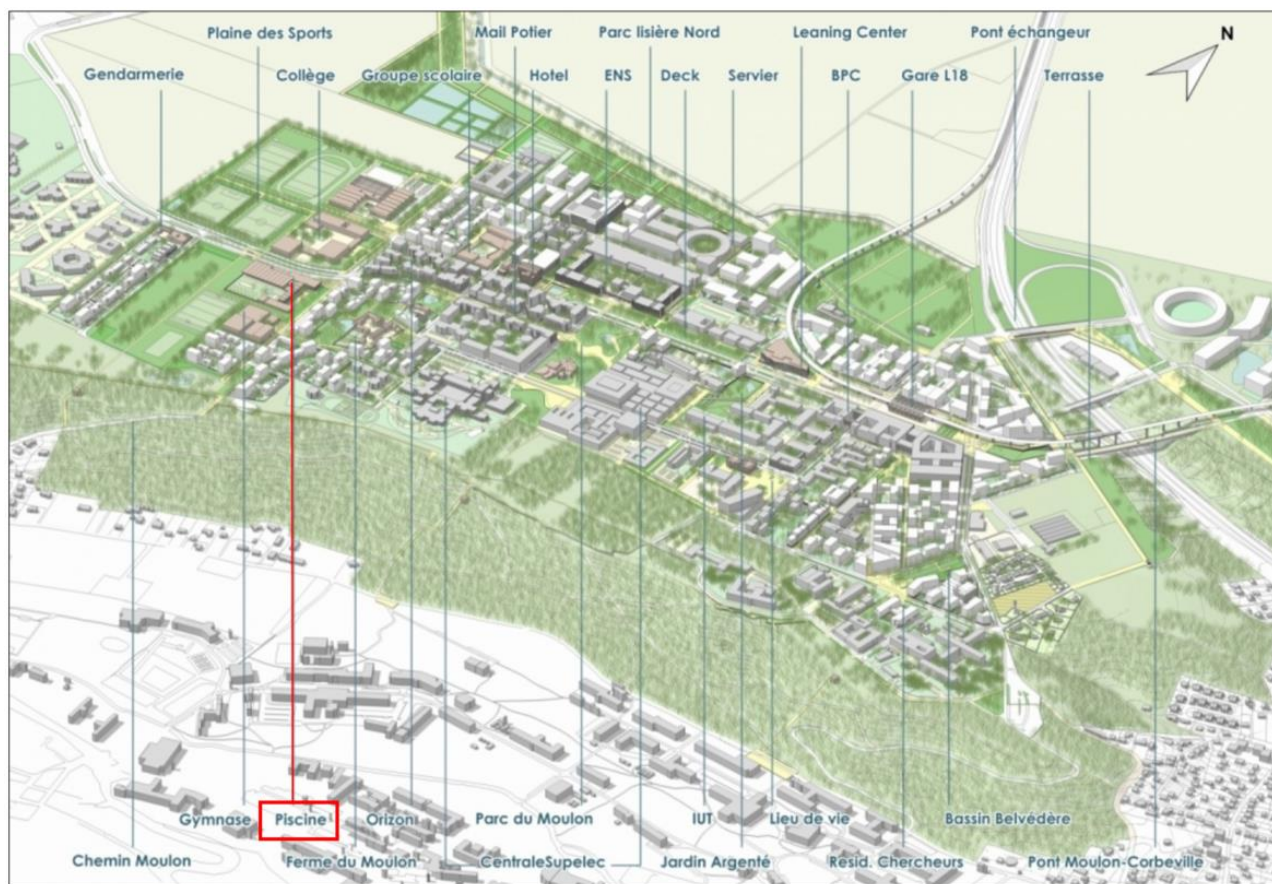 Plaine des Sports
Mail Potier
Parc lisière Nord
Leaning Center
Pont échangeur
N
Gendarmerie
Collège
Groupe scolaire
Hotel
ENS
Deck
Servier
BPC
Gare L18
Terrasse
Gymnase
Piscine
Orizon
Parc du Moulon
IUT
Lieu de vie
Bassin Belvédère
Chemin Moulon
Ferme du Moulon
CentraleSupelec
Jardin Argenté
Resid. Chercheurs
Pont Moulon-Corbeville